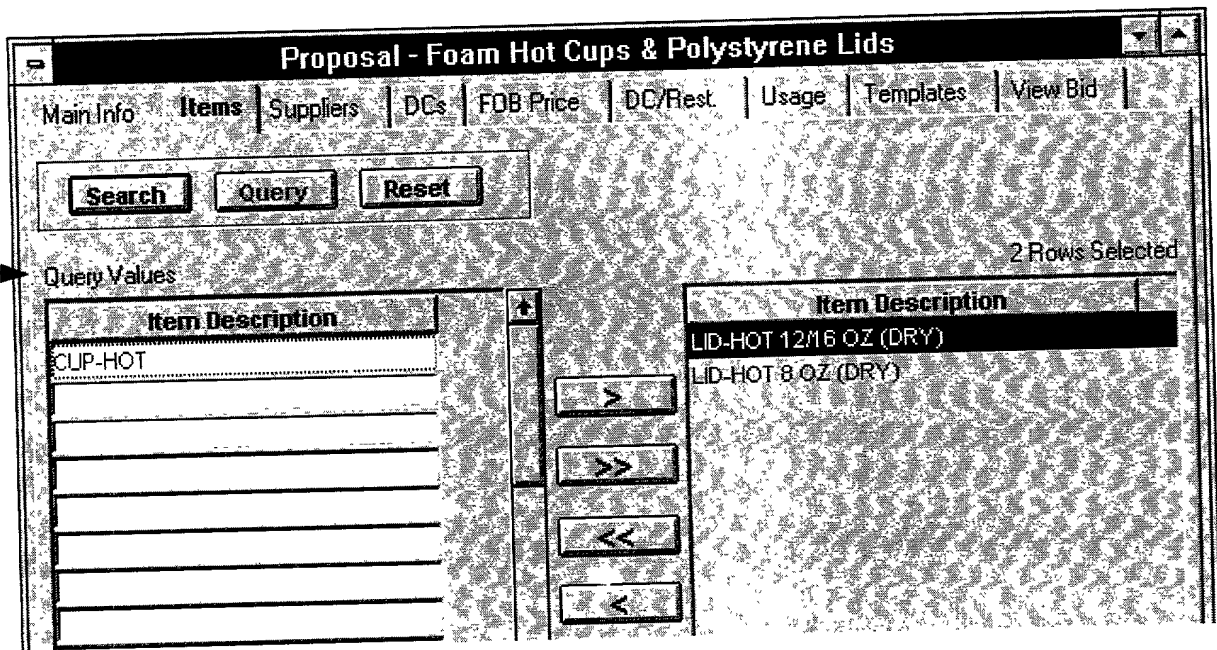 Proposal - Foam Hot Cups & Polystyrene Lids
Main Info Items Suppliers DCs FOB Price DC/Rest. Usage Templates View Bid
Search Query Reset
2 Rows Selected
Query Values
Item Description
Item Description
CUP-HOT
LID-HOT 12/16 OZ (DRY)
LID-HOT 8 OZ (DRY)
>
>>
<<
<